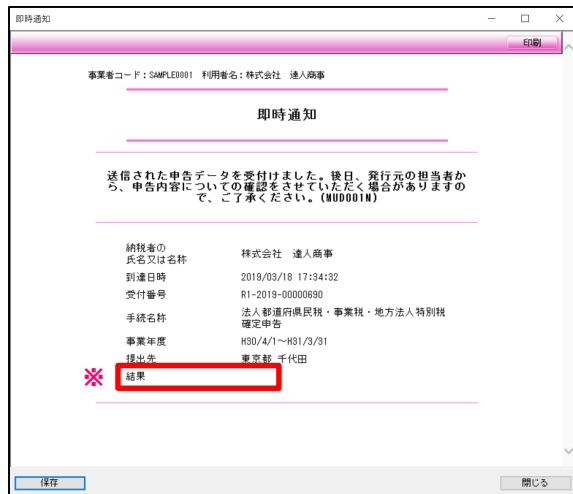 即時通知
印刷
事業者コード：SAMPLE0001 利用者名：株式会社 達人商事
即時通知
送信された申告データを受付けました。後日、発行元の担当者か
ら、申告内容についての確認をさせていただく場合がありますの
で、ご了承ください。(MUD001N)
納税者の
氏名又は名称
株式会社 達人商事
到達日時 2019/03/18 17:34:32
受付番号 R1-2019-00000690
手続名称
法人都道府県民税・事業税・地方法人特別税
確定申告
事業年度 H30/4/1～H31/3/31
提出先 東京都 千代田
※ 結果
保存 閉じる